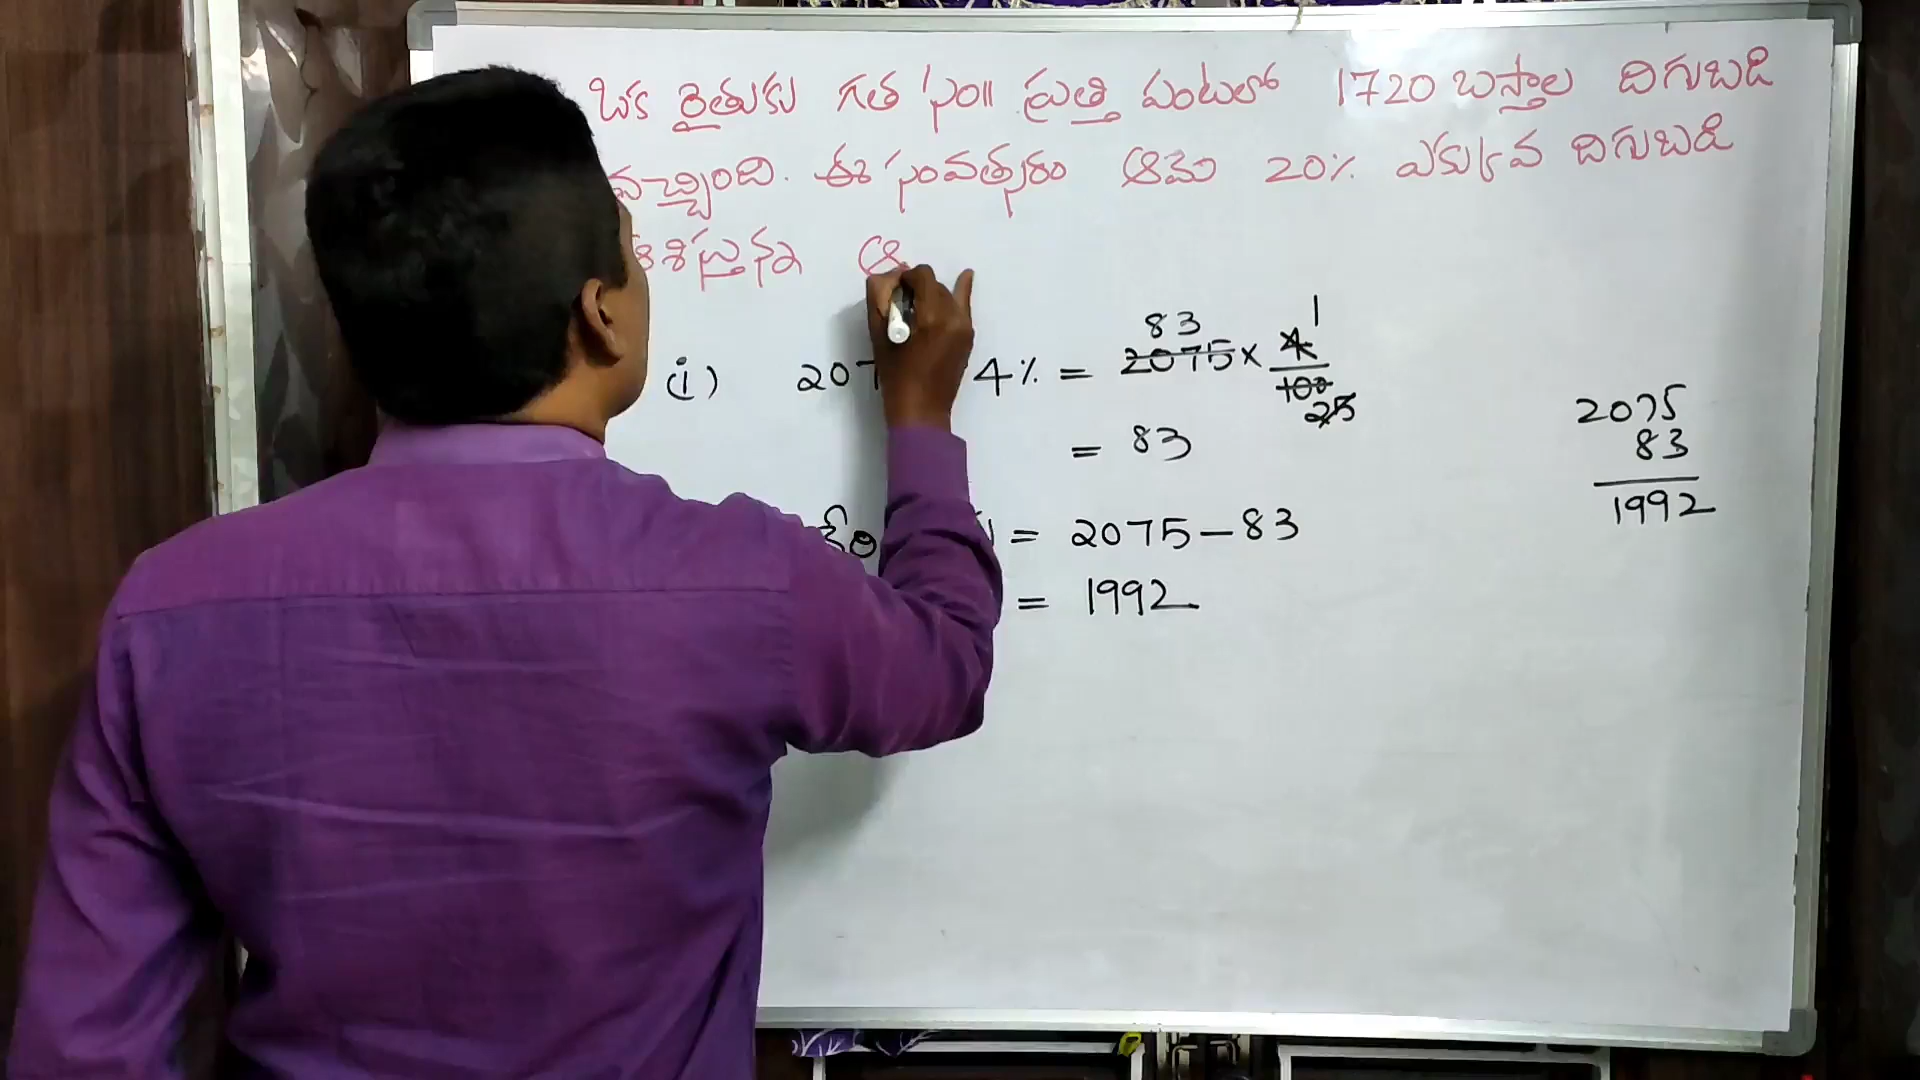 ఒక రైతుకు గత సం॥ ప్రత్తి పంటలో 1720 బస్తాల దిగుబడి
వచ్చింది. ఈ సంవత్సరం ఆమె 20% ఎక్కువ దిగుబడి
ఆ
(i) 4% = 2075 × 4/100
83 1
25
= 83
= 2075 - 83
= 1992
2075
83
1992